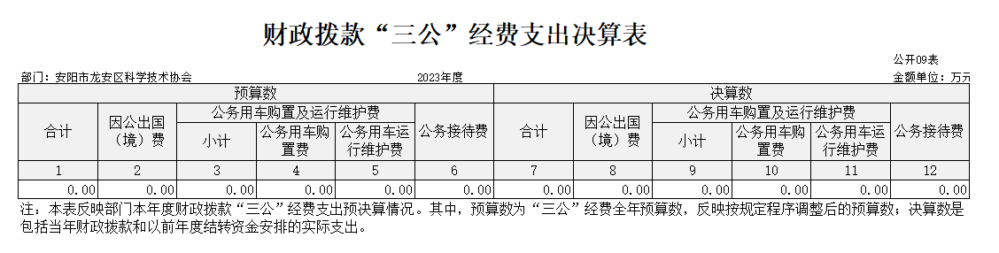 财政拨款“三公”经费支出决算表
公开09表
部门：安阳市龙安区科学技术协会 2023年度 金额单位：万元
预算数 决算数
合计 因公出国（境）费 公务用车购置及运行维护费 公务接待费 合计 因公出国（境）费 公务用车购置及运行维护费 公务接待费
小计 公务用车购置费 公务用车运行维护费 小计 公务用车购置费 公务用车运行维护费
1 2 3 4 5 6 7 8 9 10 11 12
0.00 0.00 0.00 0.00 0.00 0.00 0.00 0.00 0.00 0.00 0.00 0.00
注：本表反映部门本年度财政拨款“三公”经费支出预决算情况。其中，预算数为“三公”经费全年预算数，反映按规定程序调整后的预算数；决算数是
包括当年财政拨款和以前年度结转资金安排的实际支出。